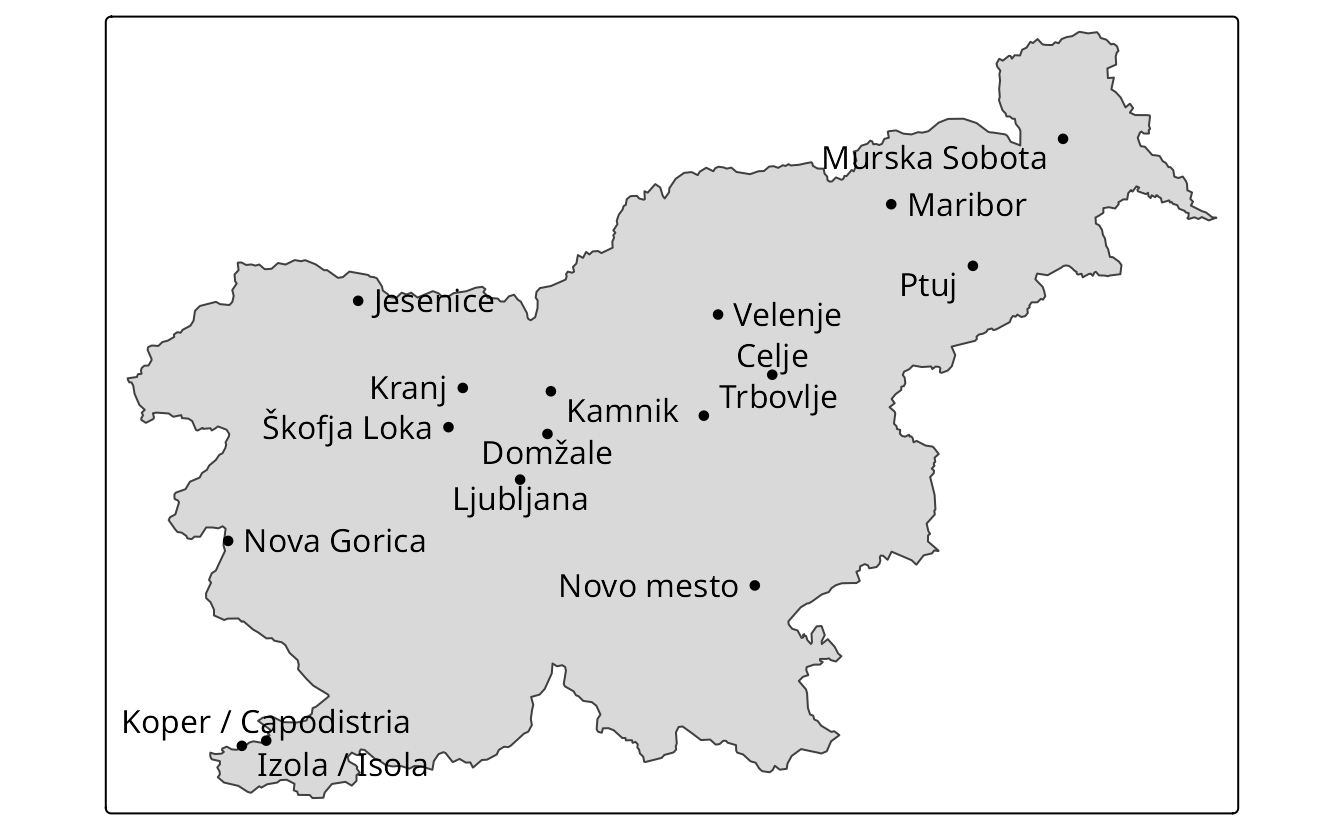 Murska Sobota
Maribor
Ptuj
Jesenice
Velenje
Celje
Kranj
Trbovlje
Kamnik
Škofja Loka
Domžale
Ljubljana
Nova Gorica
Novo mesto
Koper / Capodistria
Izola / Isola